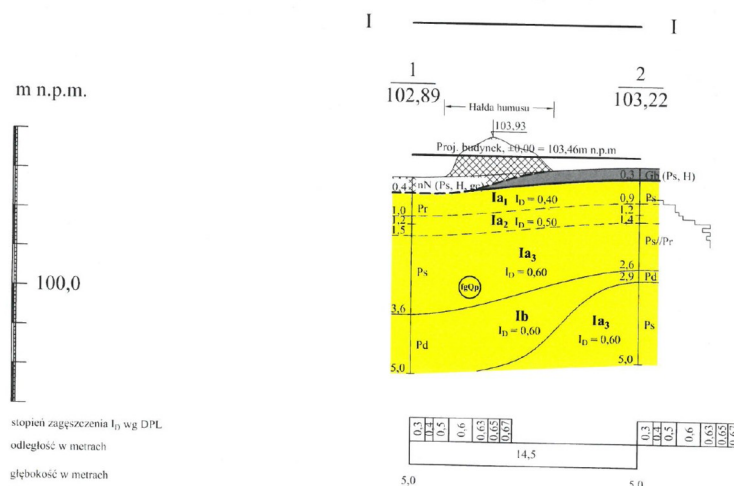 I I
1 2
102,89 103,22
m n.p.m.
Hałda humusu
103,93
Proj. budynek, ±0,00 = 103,46m n.p.m
0,4 nN (Ps, H, gc) 0,3 Gb (Ps, H)
Ia1 ID = 0,40 0,9 Ps
1,0 Pr 1,2
1,2 Ia2 ID = 0,50 1,4
1,5
Ps//Pr
Ia3
ID = 0,60
Ps 2,6
100,0 fgQp 2,9 Pd
3,6 Ib Ia3
ID = 0,60 ID = 0,60 Ps
Pd
5,0 5,0
stopień zagęszczenia ID wg DPL 0,3 0,4 0,5 0,6 0,63 0,65 0,67 0,3 0,4 0,5 0,6 0,63 0,65 0,67
odległość w metrach 14,5
głębokość w metrach 5,0 5,0